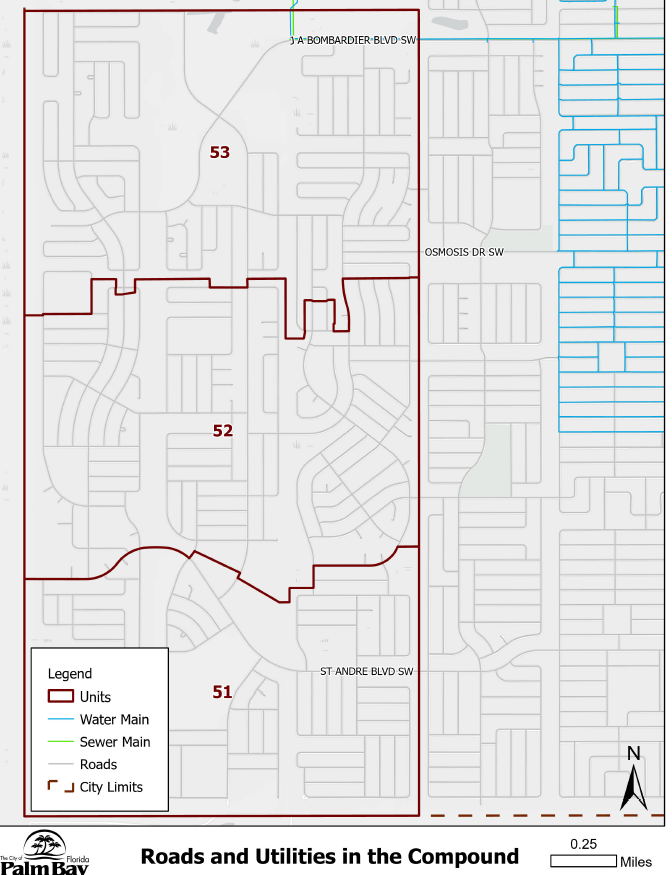 J A BOMBARDIER BLVD SW
53
OSMOSIS DR SW
52
ST ANDRE BLVD SW
51
Legend
Units
Water Main
Sewer Main
Roads
City Limits
N
The City of
Palm Bay
Florida
Roads and Utilities in the Compound
0.25
Miles